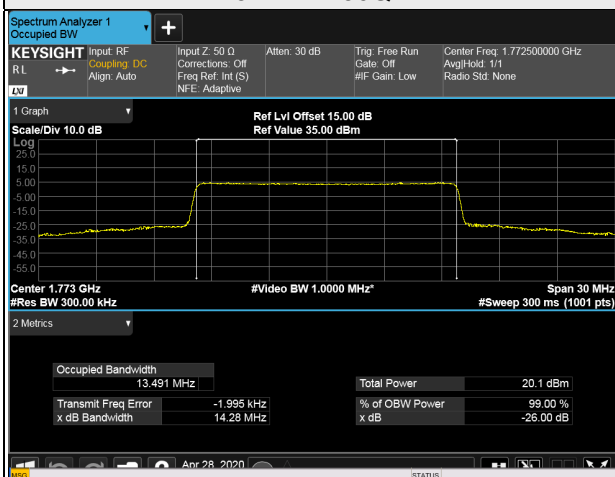 Spectrum Analyzer 1
Occupied BW
+
KEYSIGHT Input: RF Input Z: 50 Ω Atten: 30 dB Trig: Free Run Center Freq: 1.772500000 GHz
R L Coupling: DC Corrections: Off Gate: Off Avg|Hold: 1/1
Align: Auto Freq Ref: Int (S) #IF Gain: Low Radio Std: None
LXI NFE: Adaptive
1 Graph Ref Lvl Offset 15.00 dB
Scale/Div 10.0 dB Ref Value 35.00 dBm
Log
25.0
15.0
5.00
-5.00
-15.0
-25.0
-35.0
-45.0
-55.0
Center 1.773 GHz #Video BW 1.0000 MHz* Span 30 MHz
#Res BW 300.00 kHz #Sweep 300 ms (1001 pts)
2 Metrics
Occupied Bandwidth
13.491 MHz Total Power 20.1 dBm
Transmit Freq Error -1.995 kHz % of OBW Power 99.00 %
x dB Bandwidth 14.28 MHz x dB -26.00 dB
Apr 28, 2020
MSG STATUS